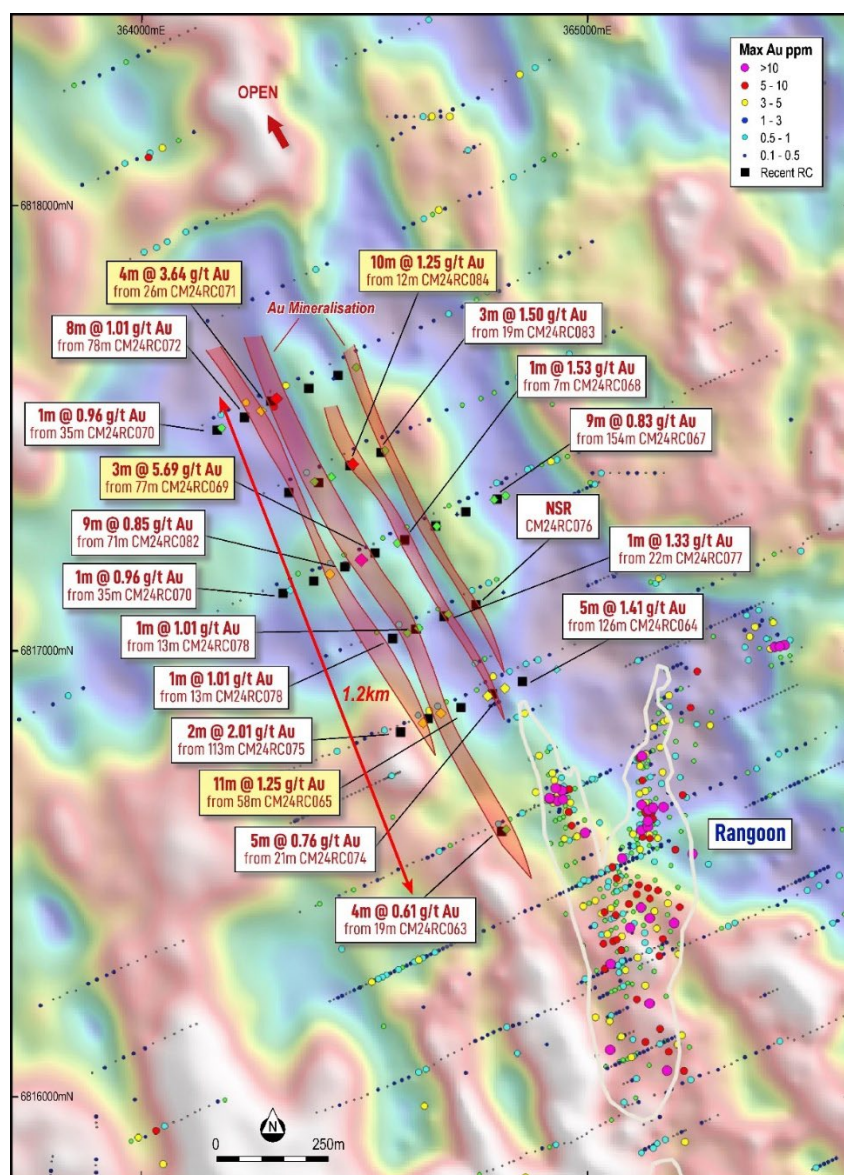 364000mE
365000mE
Max Au ppm
>10
5 - 10
3 - 5
1 - 3
0.5 - 1
0.1 - 0.5
Recent RC
OPEN
6818000mN
4m @ 3.64 g/t Au
from 26m CM24RC071
10m @ 1.25 g/t Au
from 12m CM24RC084
Au Mineralisation
8m @ 1.01 g/t Au
from 78m CM24RC072
3m @ 1.50 g/t Au
from 19m CM24RC083
1m @ 1.53 g/t Au
from 7m CM24RC068
1m @ 0.96 g/t Au
from 35m CM24RC070
9m @ 0.83 g/t Au
from 154m CM24RC067
3m @ 5.69 g/t Au
from 77m CM24RC069
NSR
CM24RC076
9m @ 0.85 g/t Au
from 71m CM24RC082
1m @ 1.33 g/t Au
from 22m CM24RC077
1m @ 0.96 g/t Au
from 35m CM24RC070
5m @ 1.41 g/t Au
from 126m CM24RC064
1m @ 1.01 g/t Au
from 13m CM24RC078
6817000mN
1m @ 1.01 g/t Au
from 13m CM24RC078
1.2km
2m @ 2.01 g/t Au
from 113m CM24RC075
11m @ 1.25 g/t Au
from 58m CM24RC065
Rangoon
5m @ 0.76 g/t Au
from 21m CM24RC074
4m @ 0.61 g/t Au
from 19m CM24RC063
6816000mN
N
0
250m